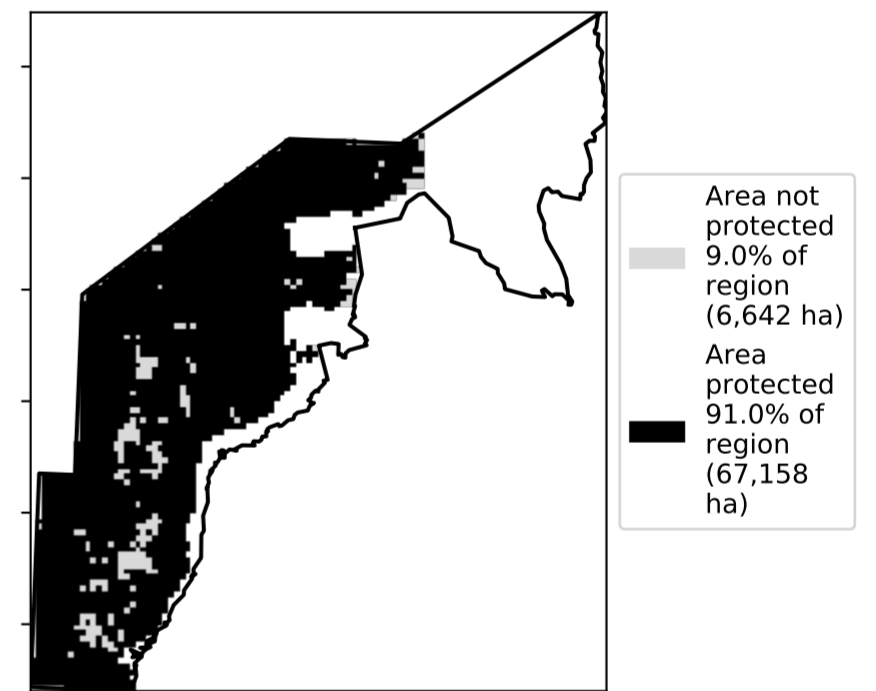 Area not
protected
9.0% of
region
(6,642 ha)
Area
protected
91.0% of
region
(67,158
ha)